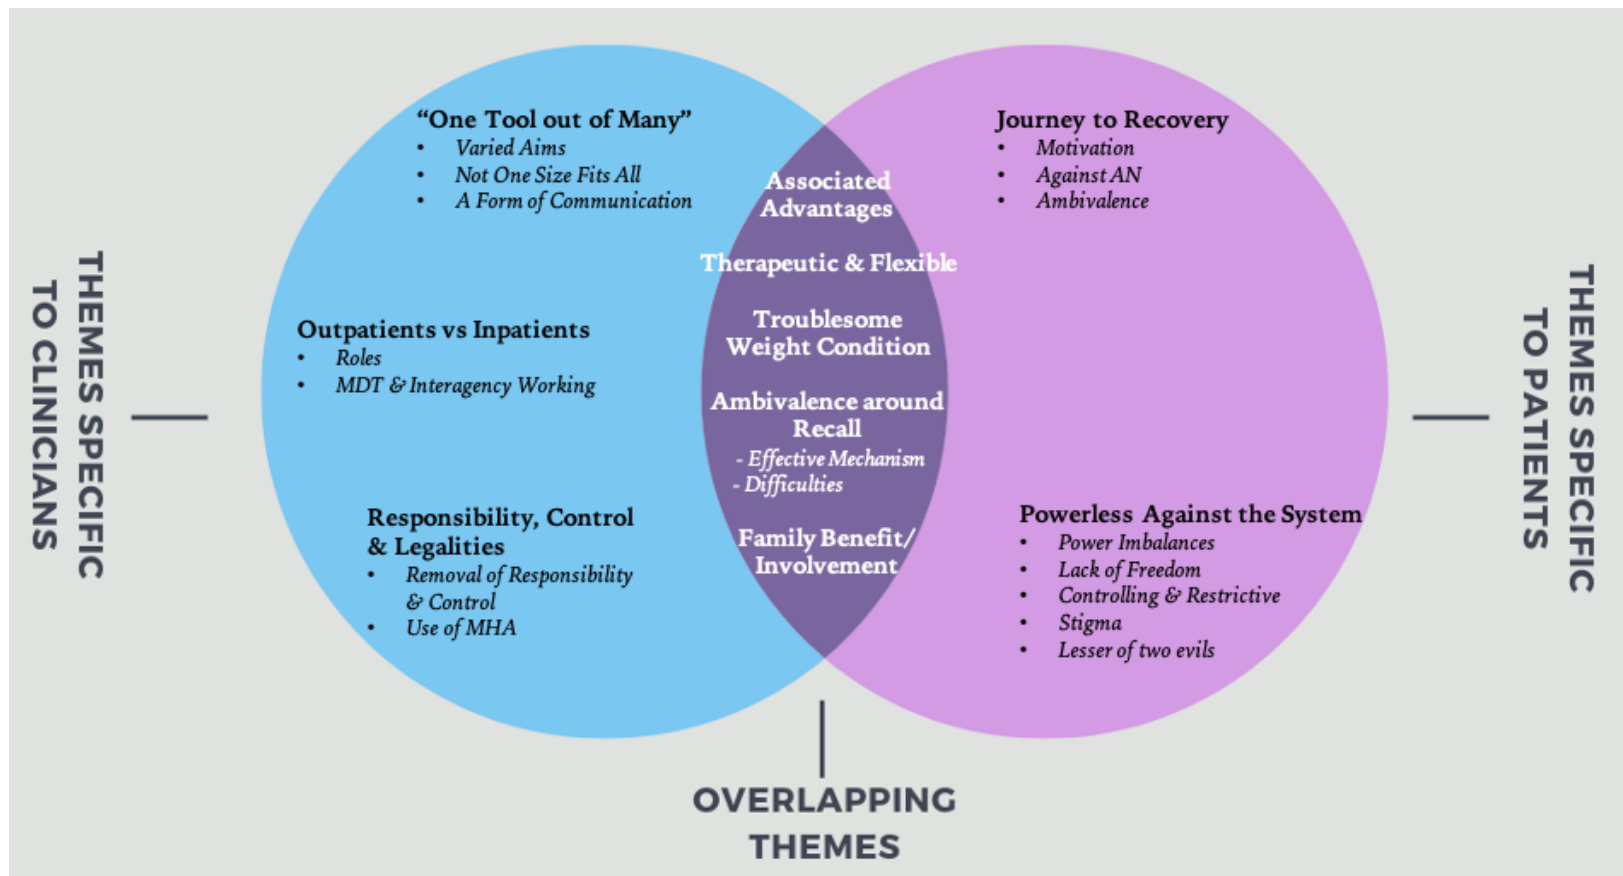 THEMES SPECIFIC
TO CLINICIANS
“One Tool out of Many”
• Varied Aims
• Not One Size Fits All
• A Form of Communication
Outpatients vs Inpatients
• Roles
• MDT & Interagency Working
Responsibility, Control
& Legalities
• Removal of Responsibility
& Control
• Use of MHA
Associated
Advantages
Therapeutic & Flexible
Troublesome
Weight Condition
Ambivalence around
Recall
- Effective Mechanism
- Difficulties
Family Benefit/
Involvement
Journey to Recovery
• Motivation
• Against AN
• Ambivalence
Powerless Against the System
• Power Imbalances
• Lack of Freedom
• Controlling & Restrictive
• Stigma
• Lesser of two evils
THEMES SPECIFIC
TO PATIENTS
OVERLAPPING
THEMES